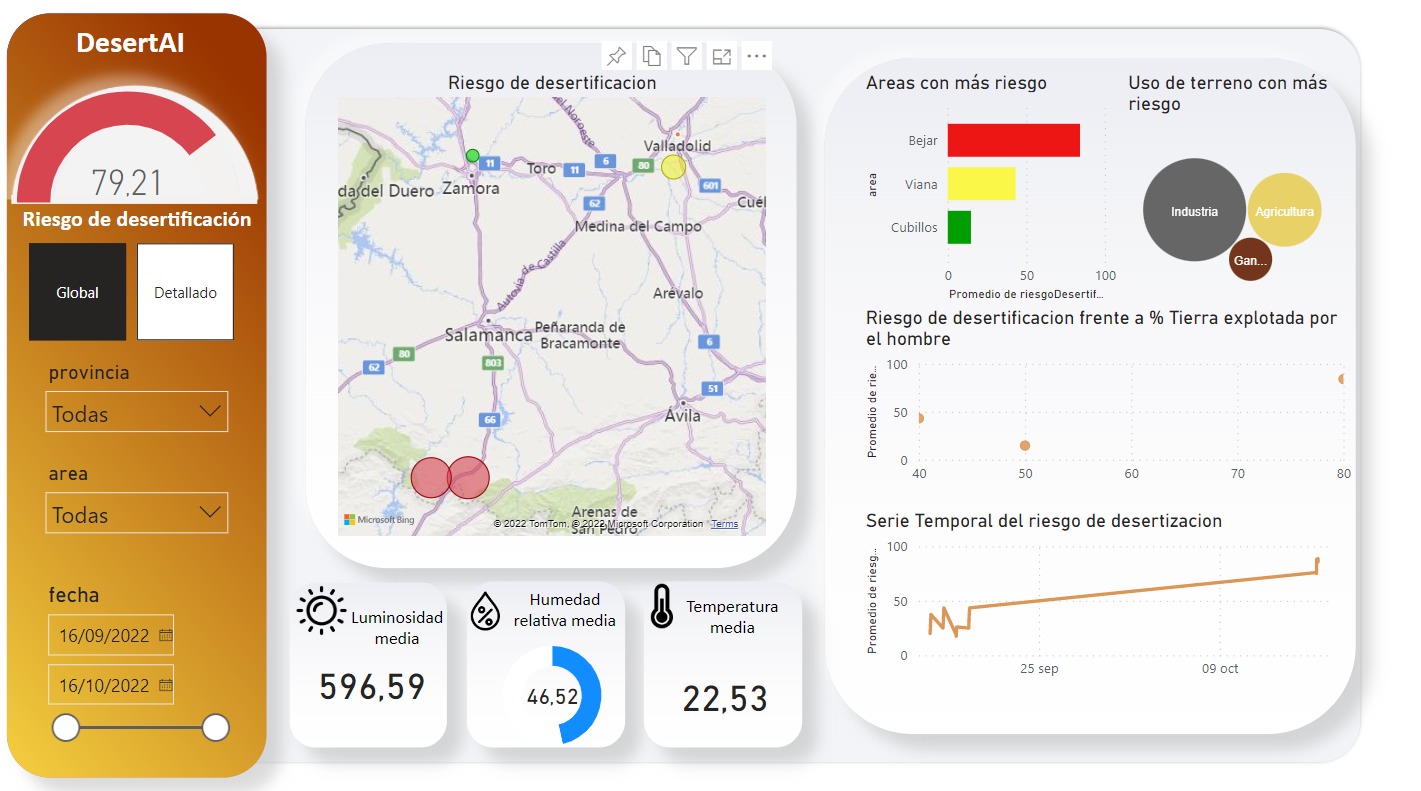 DesertAI
79,21
Riesgo de desertificación
Global
Detallado
provincia
Todas
area
Todas
fecha
16/09/2022
16/10/2022
Riesgo de desertificacion
del Noroeste
Valladolid
11
Toro
11
6
80
da del Duero
Zamora
601
62
Cuél
Medina del Campo
Autovía de Castilla
Arévalo
Salamanca
Peñaranda de
Bracamonte
6
80
803
62
51
Ávila
66
Arenas de
San Pedro
Microsoft Bing
© 2022 TomTom, © 2022 Microsoft Corporation
Terms
Luminosidad
media
596,59
Humedad
relativa media
46,52
Temperatura
media
22,53
Areas con más riesgo
area
Bejar
Viana
Cubillos
0
50
100
Promedio de riesgoDesertif...
Uso de terreno con más
riesgo
Industria
Agricultura
Gan...
Riesgo de desertificacion frente a % Tierra explotada por
el hombre
Promedio de rie...
100
50
0
40
50
60
70
80
Serie Temporal del riesgo de desertizacion
Promedio de riesg...
100
50
0
25 sep
09 oct